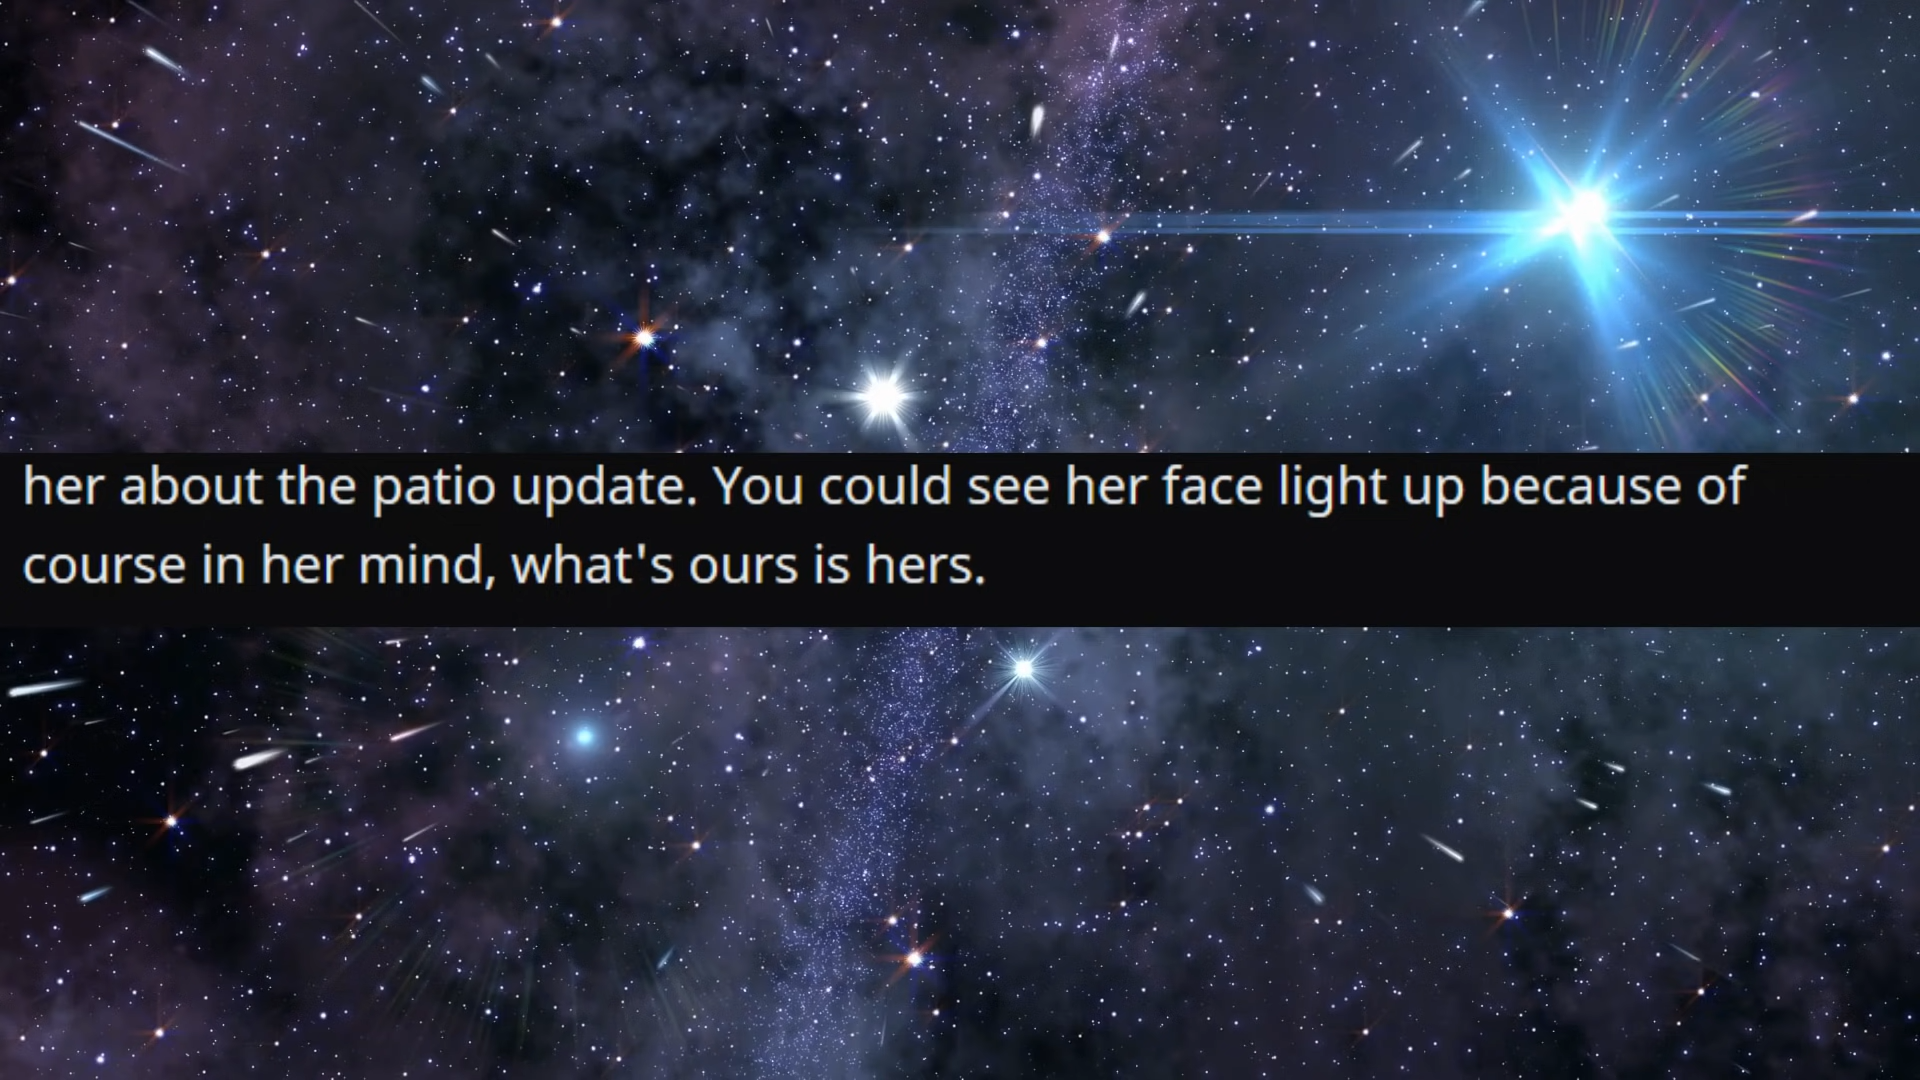 her about the patio update. You could see her face light up because of
course in her mind, what's ours is hers.